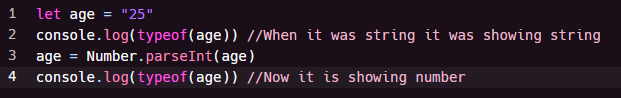 1 let age = "25"
2 console.log(typeof(age)) //When it was string it was showing string
3 age = Number.parseInt(age)
4 console.log(typeof(age)) //Now it is showing number